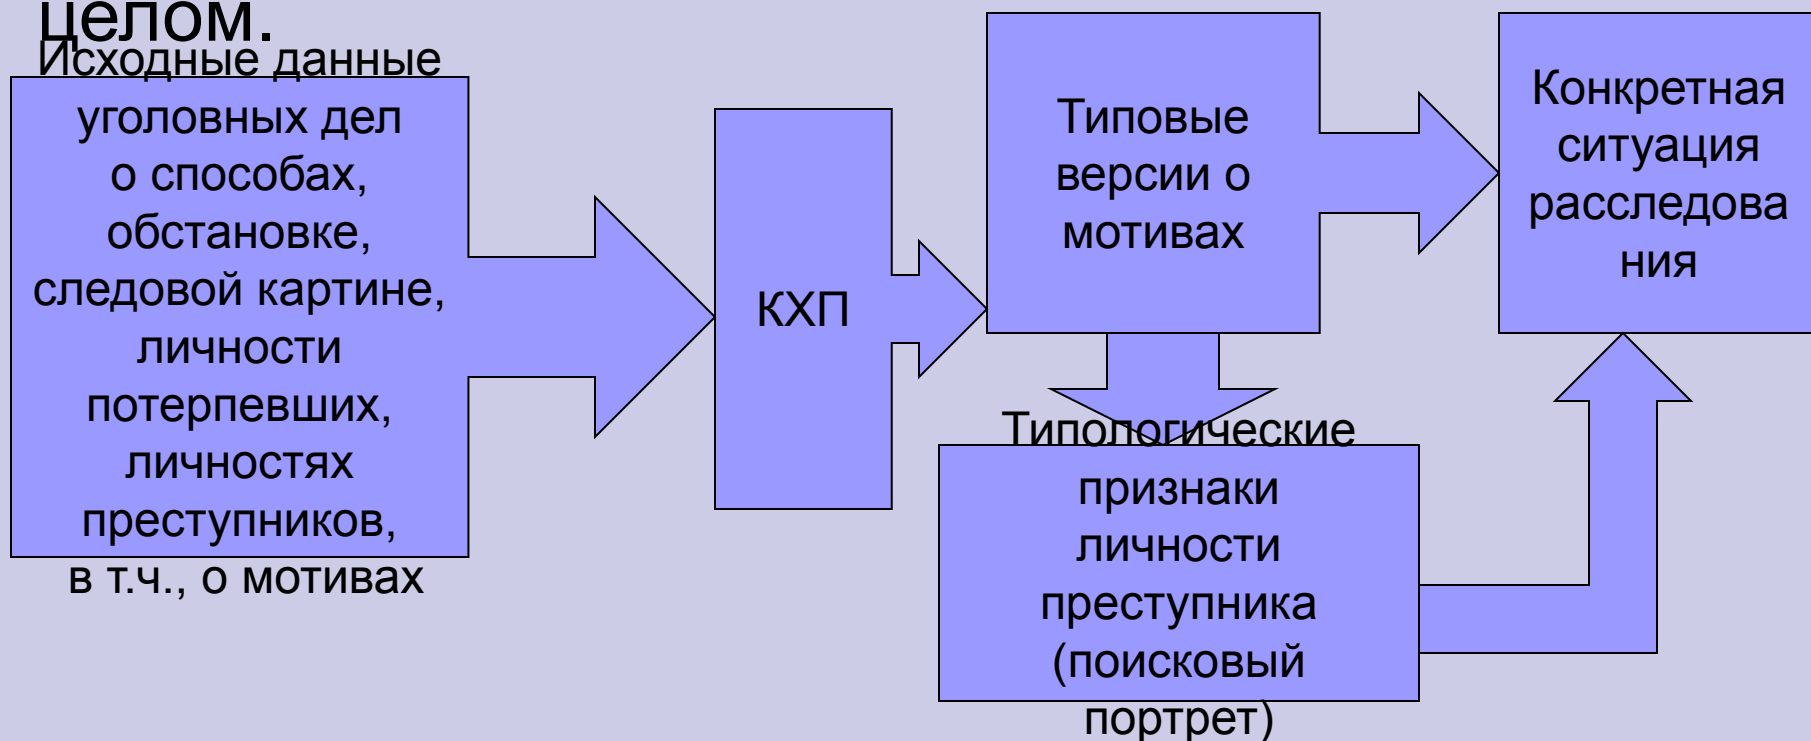 целом.
Исходные данные
уголовных дел
о способах,
обстановке,
следовой картине,
личности
потерпевших,
личностях
преступников,
в т.ч., о мотивах
КХП
Типовые
версии о
мотивах
Конкретная
ситуация
расследова
ния
Типологические
признаки
личности
преступника
(поисковый
портрет)